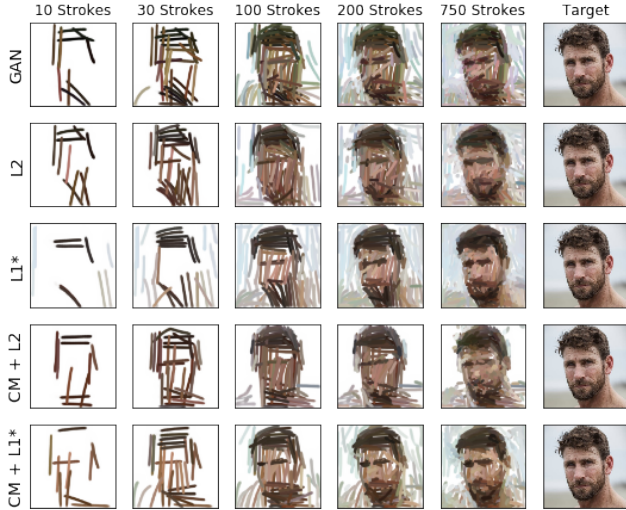 10 Strokes 30 Strokes 100 Strokes 200 Strokes 750 Strokes Target
GAN
L2
L1*
CM + L2
CM + L1*